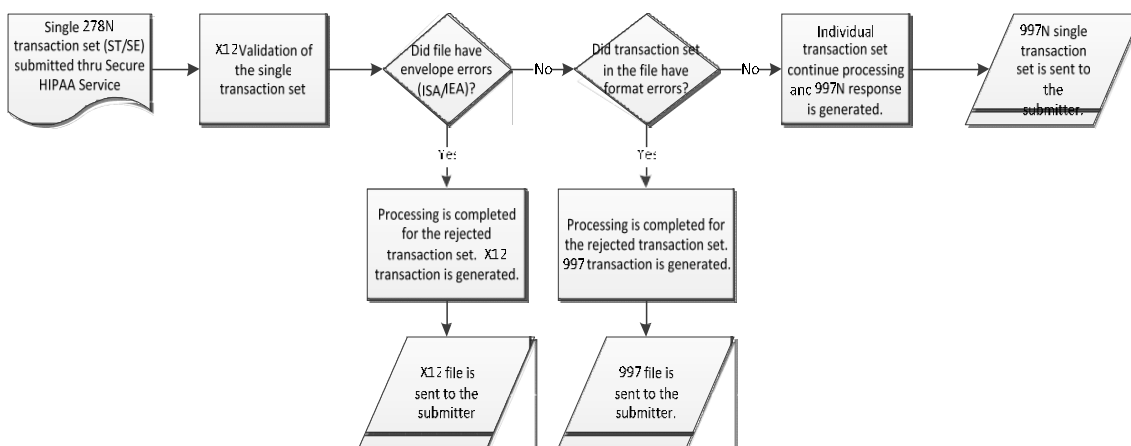 Single 278N
transaction set (ST/SE)
submitted thru Secure
HIPAA Service
X12 Validation of
the single
transaction set
Did file have
envelope errors
(ISA/IEA)?
No
Did transaction set
in the file have
format errors?
No
Individual
transaction set
continue processing
and 997N response
is generated.
997N single
transaction
set is sent to
the
submitter.
Yes
Yes
Processing is completed
for the rejected
transaction set. X12
transaction is generated.
Processing is completed for
the rejected transaction set.
997 transaction is generated.
X12 file is
sent to the
submitter
997 file is
sent to the
submitter.